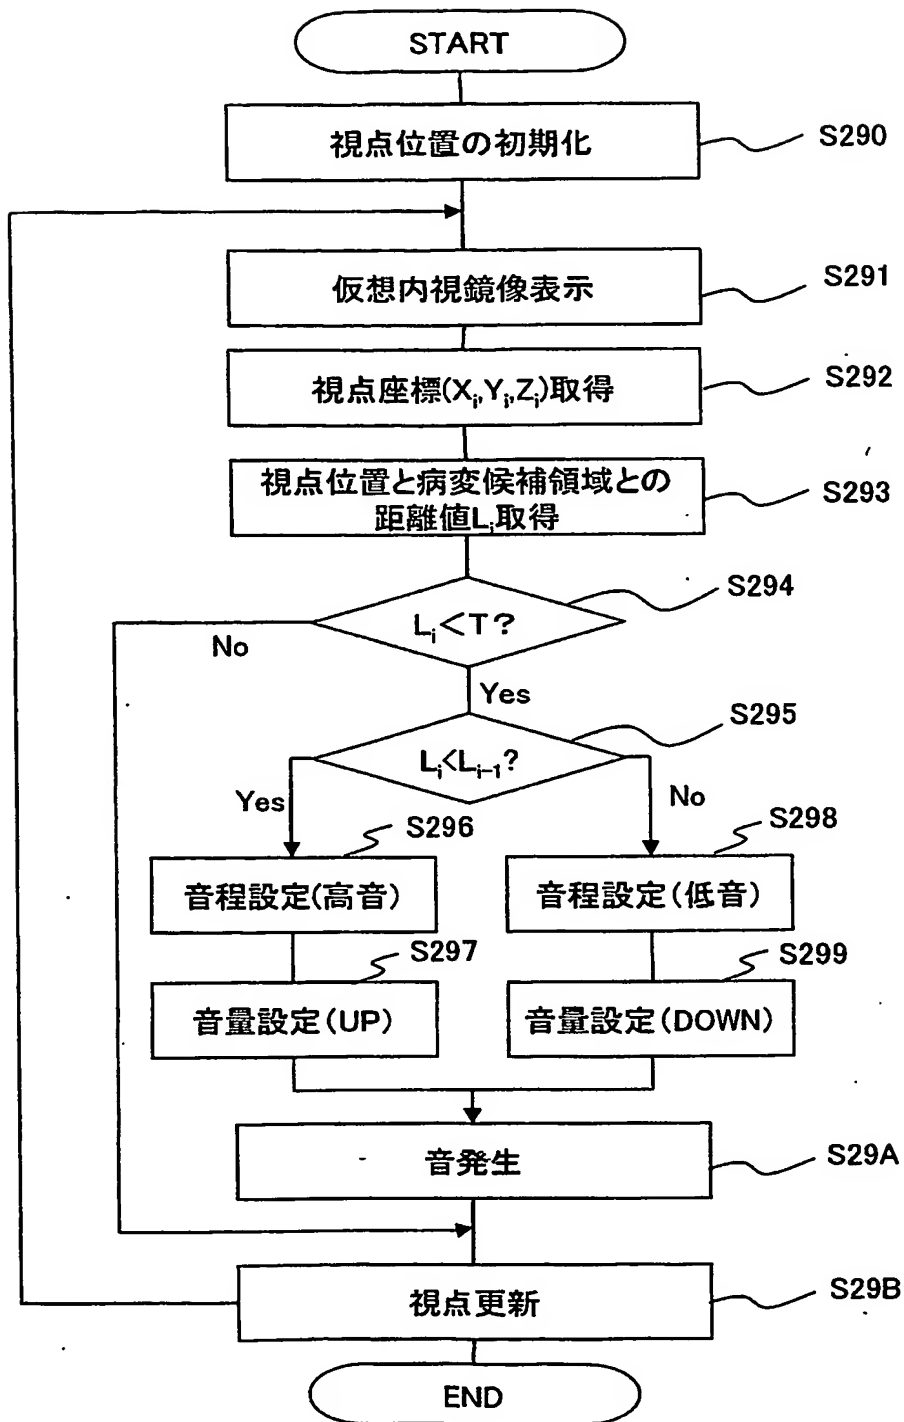 START
視点位置の初期化
S290
仮想内視鏡像表示
S291
視点座標(Xi,Yi,Zi)取得
S292
視点位置と病変候補領域との
距離値Li取得
S293
Li<T?
S294
No
Yes
Li<Li-1?
S295
Yes
No
音程設定(高音)
S296
音程設定(低音)
S298
音量設定(UP)
S297
音量設定(DOWN)
S299
音発生
S29A
視点更新
S29B
END